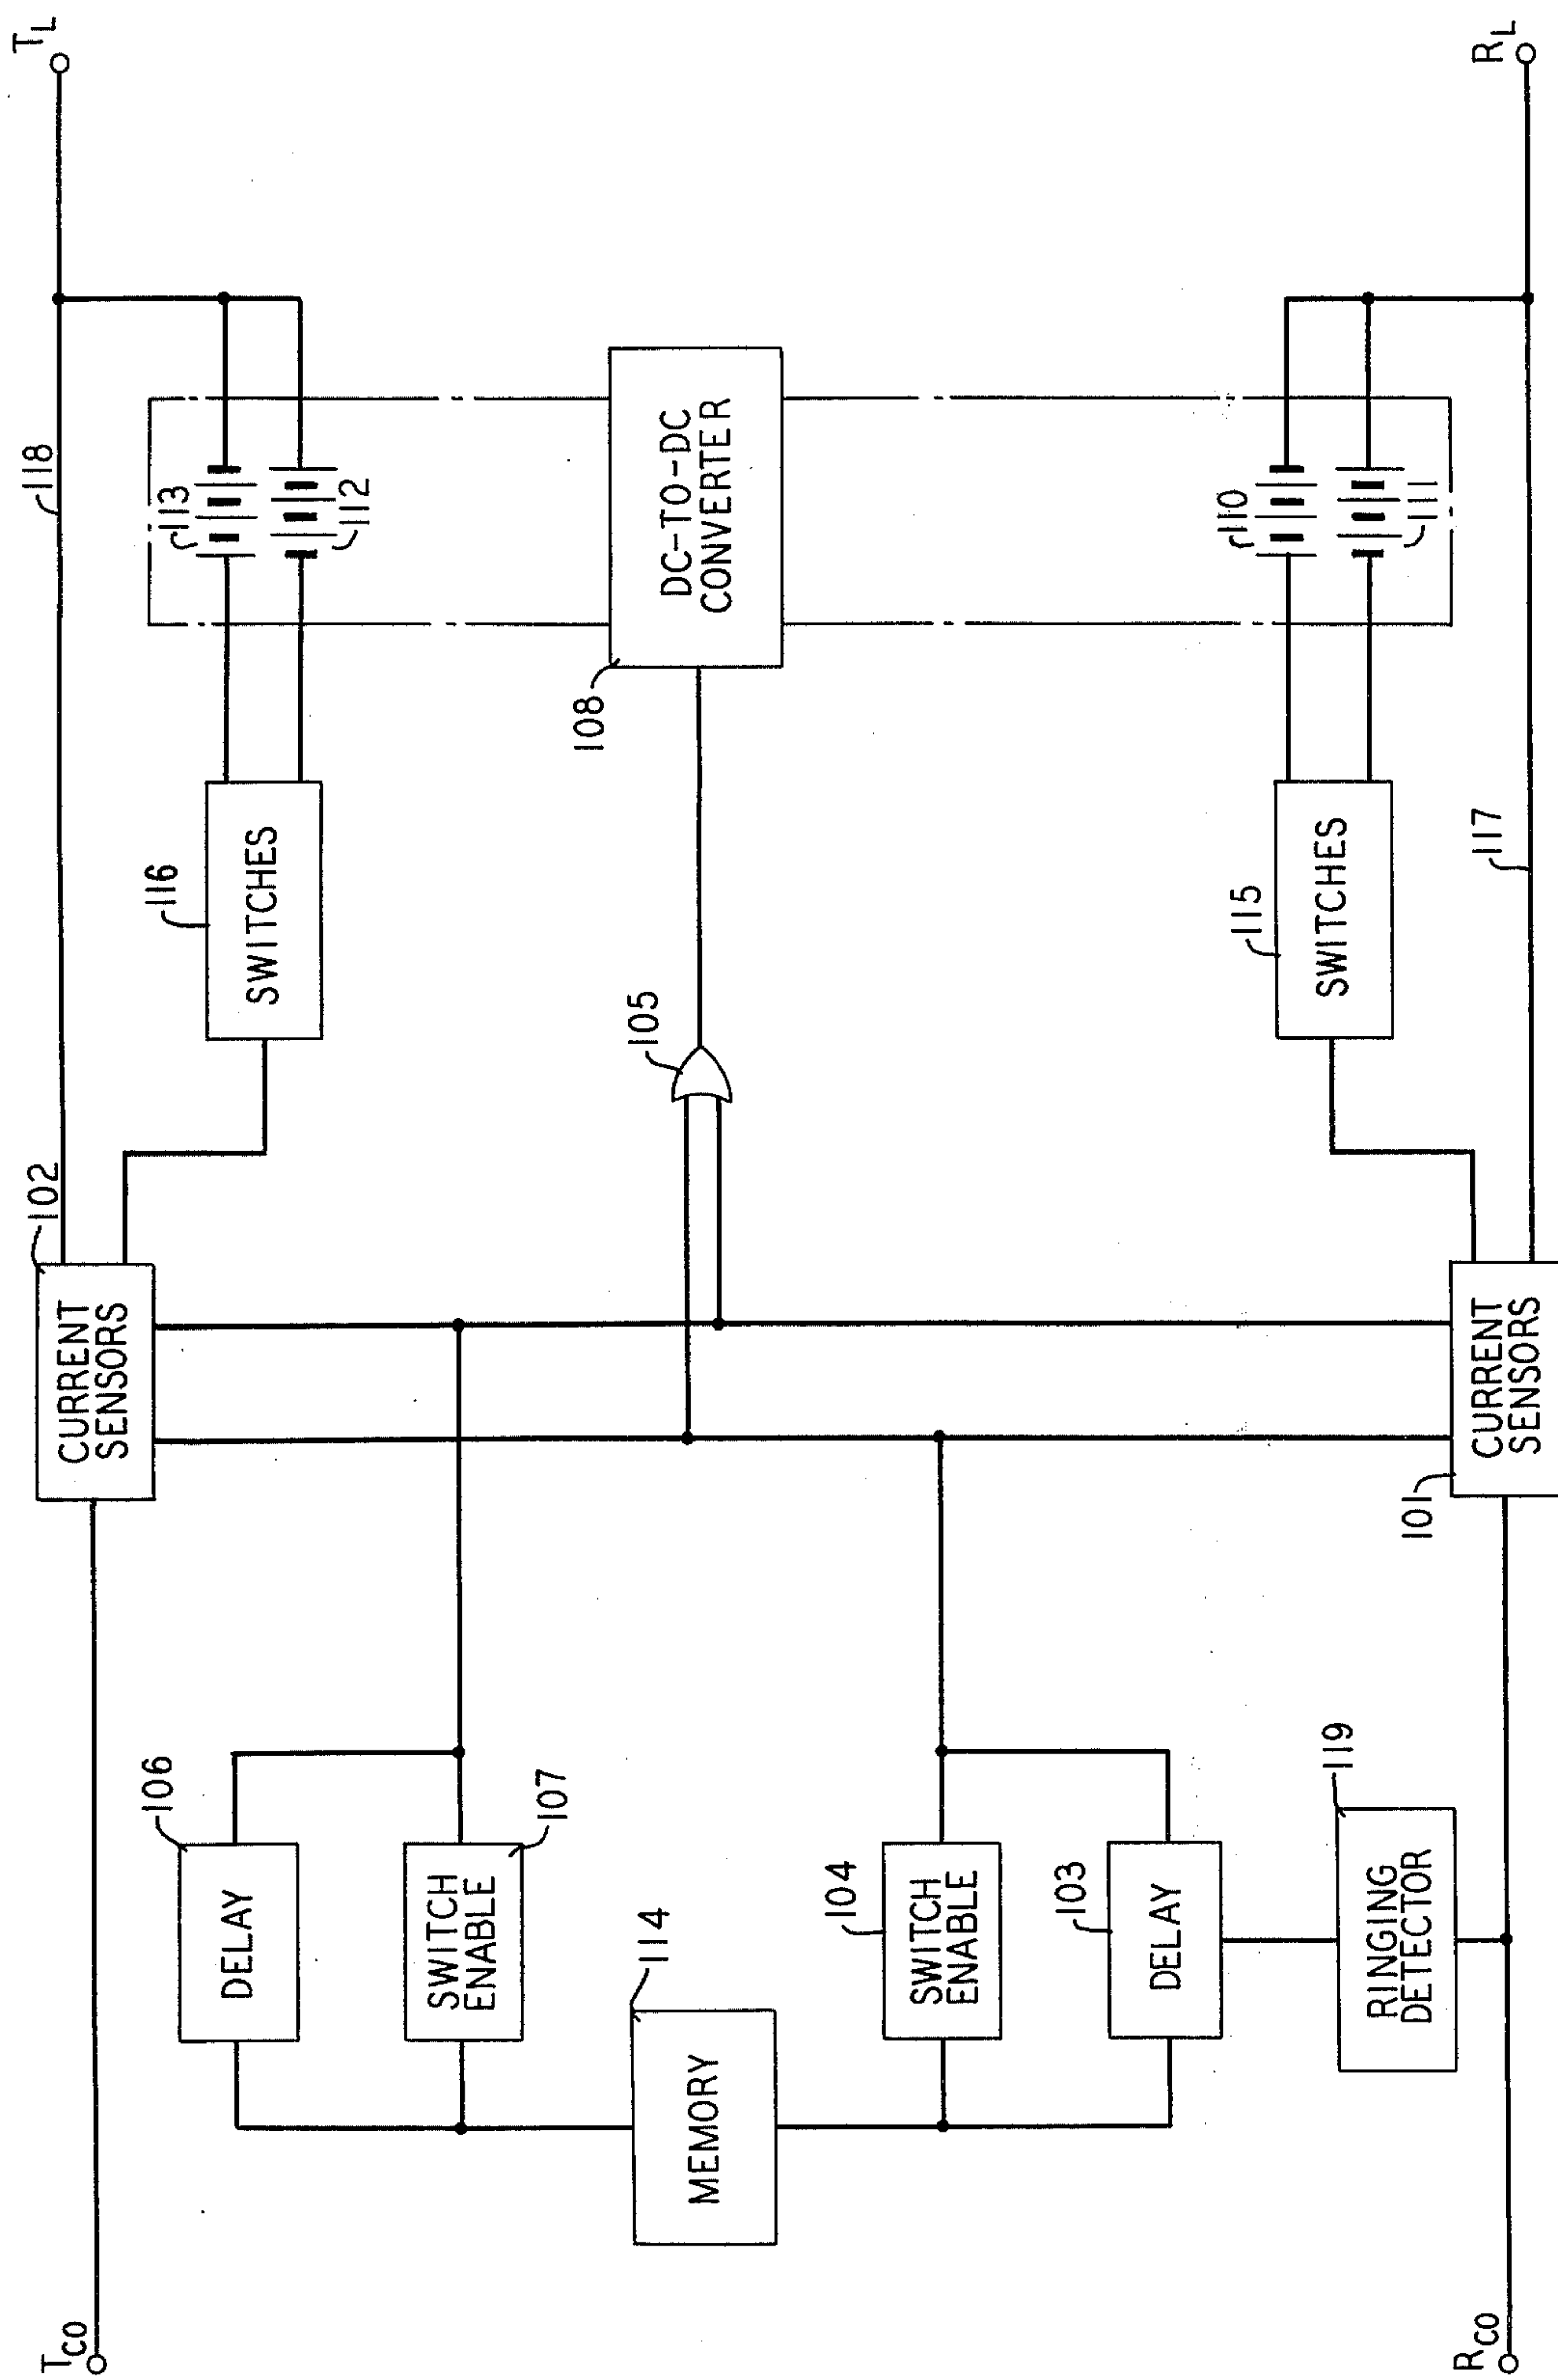 T_CO
T_L
102
CURRENT
SENSORS
118
116
SWITCHES
113
112
106
DELAY
107
SWITCH
ENABLE
114
MEMORY
105
108
DC-TO-DC
CONVERTER
104
SWITCH
ENABLE
103
DELAY
119
RINGING
DETECTOR
115
SWITCHES
110
111
101
CURRENT
SENSORS
117
R_CO
R_L